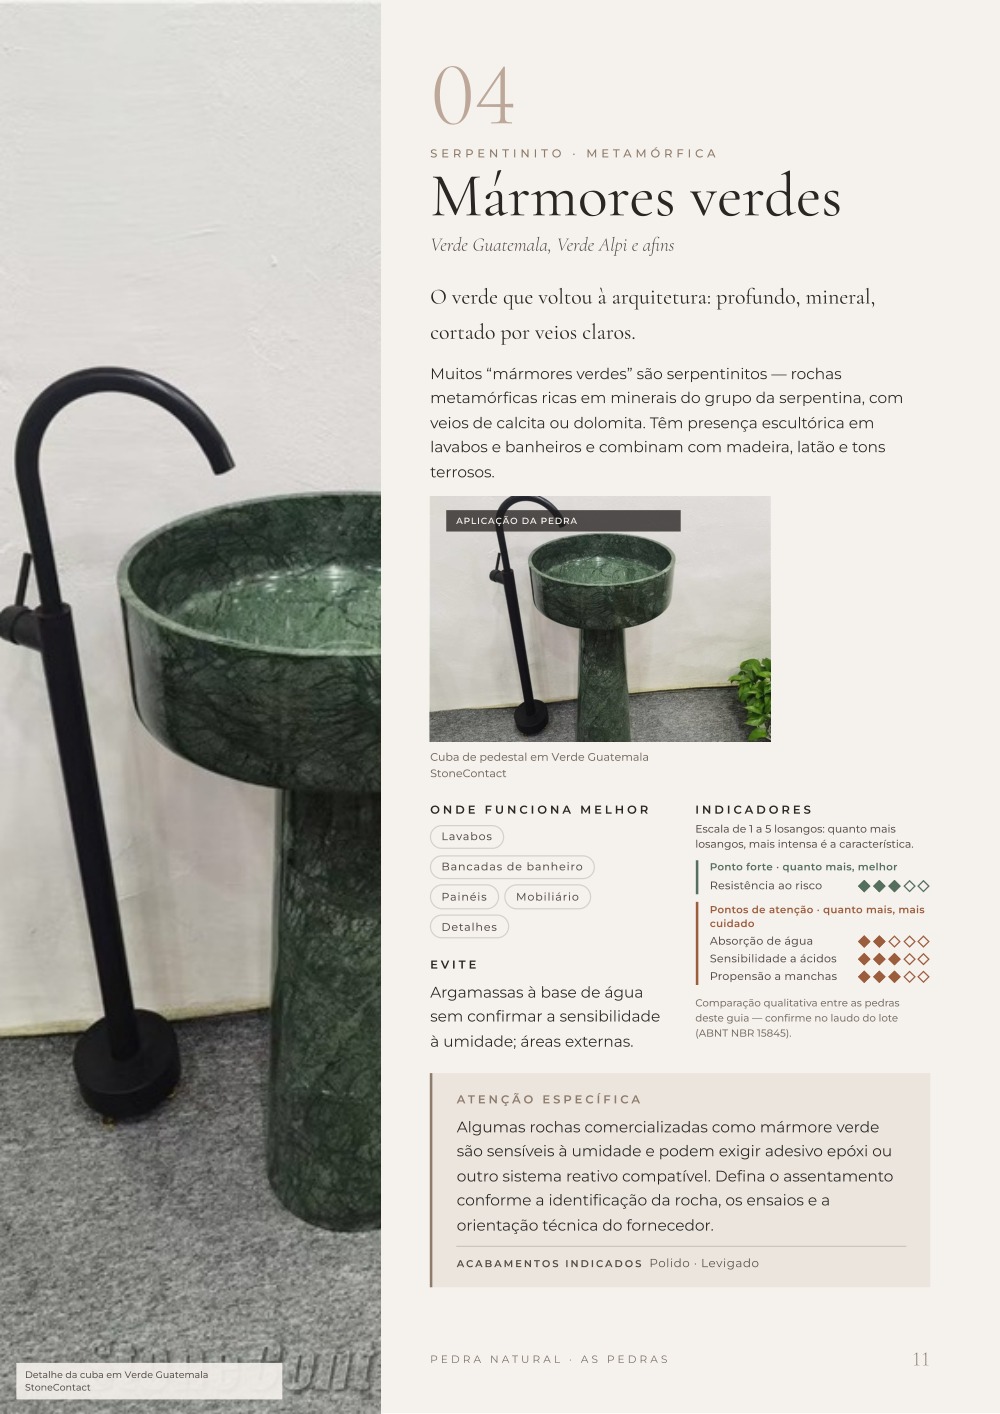 04
SERPENTINITO · METAMÓRFICA
Mármores verdes
Verde Guatemala, Verde Alpi e afins
O verde que voltou à arquitetura: profundo, mineral,
cortado por veios claros.
Muitos “mármores verdes” são serpentinitos — rochas
metamórficas ricas em minerais do grupo da serpentina, com
veios de calcita ou dolomita. Têm presença escultórica em
lavabos e banheiros e combinam com madeira, latão e tons
terrosos.
APLICAÇÃO DA PEDRA
Cuba de pedestal em Verde Guatemala
StoneContact
ONDE FUNCIONA MELHOR
Lavabos
Bancadas de banheiro
Painéis
Mobiliário
Detalhes
EVITE
Argamassas à base de água
sem confirmar a sensibilidade
à umidade; áreas externas.
INDICADORES
Escala de 1 a 5 losangos: quanto mais
losangos, mais intensa é a característica.
Ponto forte · quanto mais, melhor
Resistência ao risco
Pontos de atenção · quanto mais, mais
cuidado
Absorção de água
Sensibilidade a ácidos
Propensão a manchas
Comparação qualitativa entre as pedras
deste guia — confirme no laudo do lote
(ABNT NBR 15845).
ATENÇÃO ESPECÍFICA
Algumas rochas comercializadas como mármore verde
são sensíveis à umidade e podem exigir adesivo epóxi ou
outro sistema reativo compatível. Defina o assentamento
conforme a identificação da rocha, os ensaios e a
orientação técnica do fornecedor.
ACABAMENTOS INDICADOS Polido · Levigado
Detalhe da cuba em Verde Guatemala
StoneContact
PEDRA NATURAL · AS PEDRAS
11